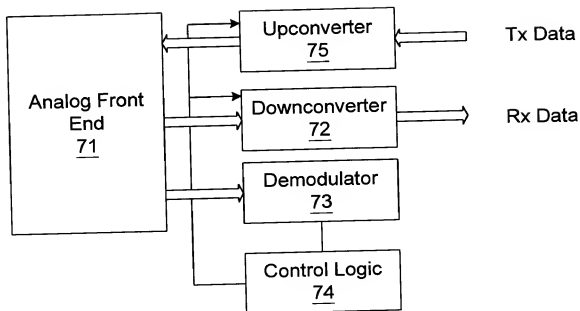 Upconverter
75
Tx Data
Analog Front
End
71
Downconverter
72
Rx Data
Demodulator
73
Control Logic
74